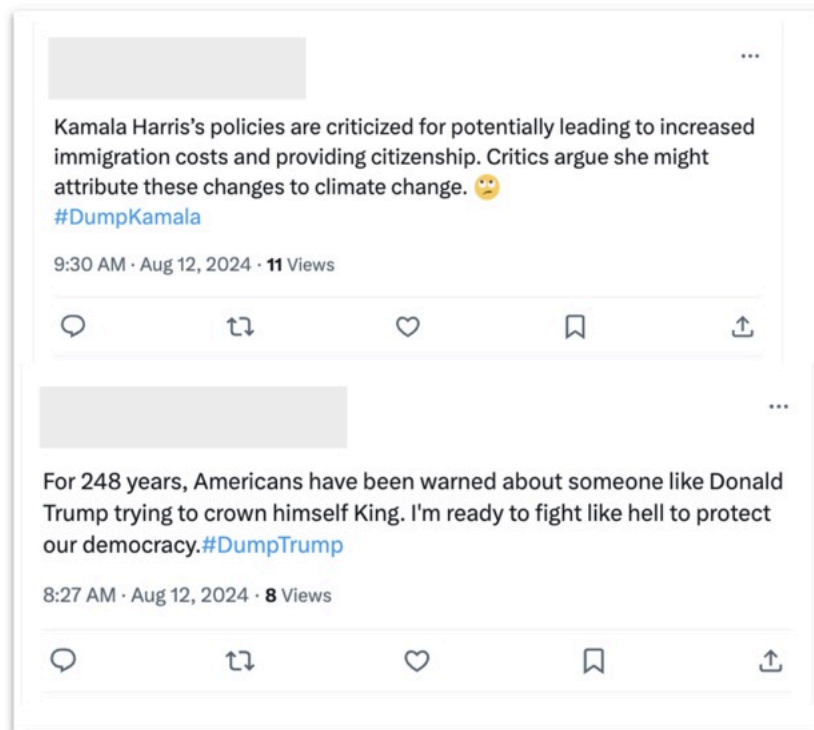 Kamala Harris’s policies are criticized for potentially leading to increased
immigration costs and providing citizenship. Critics argue she might
attribute these changes to climate change. 🙄
#DumpKamala
9:30 AM · Aug 12, 2024 · 11 Views
For 248 years, Americans have been warned about someone like Donald
Trump trying to crown himself King. I'm ready to fight like hell to protect
our democracy.#DumpTrump
8:27 AM · Aug 12, 2024 · 8 Views